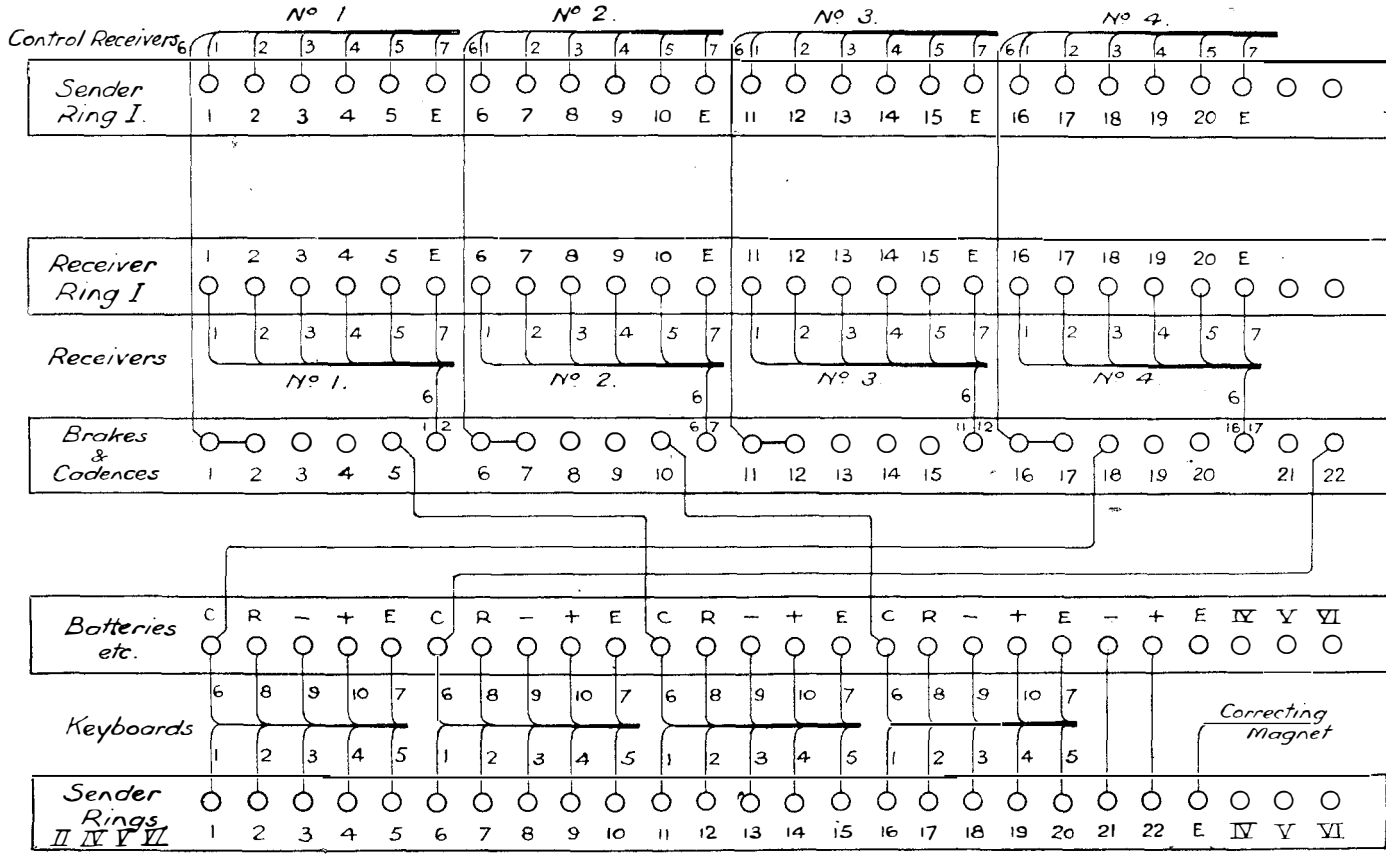 Nº 1 Nº 2. Nº 3. Nº 4.
Control Receivers 6 1 2 3 4 5 7 6 1 2 3 4 5 7 6 1 2 3 4 5 7 6 1 2 3 4 5 7
Sender
Ring I.
1 2 3 4 5 E 6 7 8 9 10 E 11 12 13 14 15 E 16 17 18 19 20 E
Receiver
Ring I
1 2 3 4 5 E 6 7 8 9 10 E 11 12 13 14 15 E 16 17 18 19 20 E
Receivers
1 2 3 4 5 7 1 2 3 4 5 7 1 2 3 4 5 7 1 2 3 4 5 7
Nº 1. Nº 2. Nº 3. Nº 4.
6 6 6 6
Brakes
&
Cadences
1 2 6 7 11 12 16 17
1 2 3 4 5 6 7 8 9 10 11 12 13 14 15 16 17 18 19 20 21 22
Batteries
etc.
C R − + E C R − + E C R − + E C R − + E − + E IV V VI
Keyboards
6 8 9 10 7 6 8 9 10 7 6 8 9 10 7 6 8 9 10 7
1 2 3 4 5 1 2 3 4 5 1 2 3 4 5 1 2 3 4 5
Correcting
Magnet
Sender
Rings
II IV V VI
1 2 3 4 5 6 7 8 9 10 11 12 13 14 15 16 17 18 19 20 21 22 E IV V VI